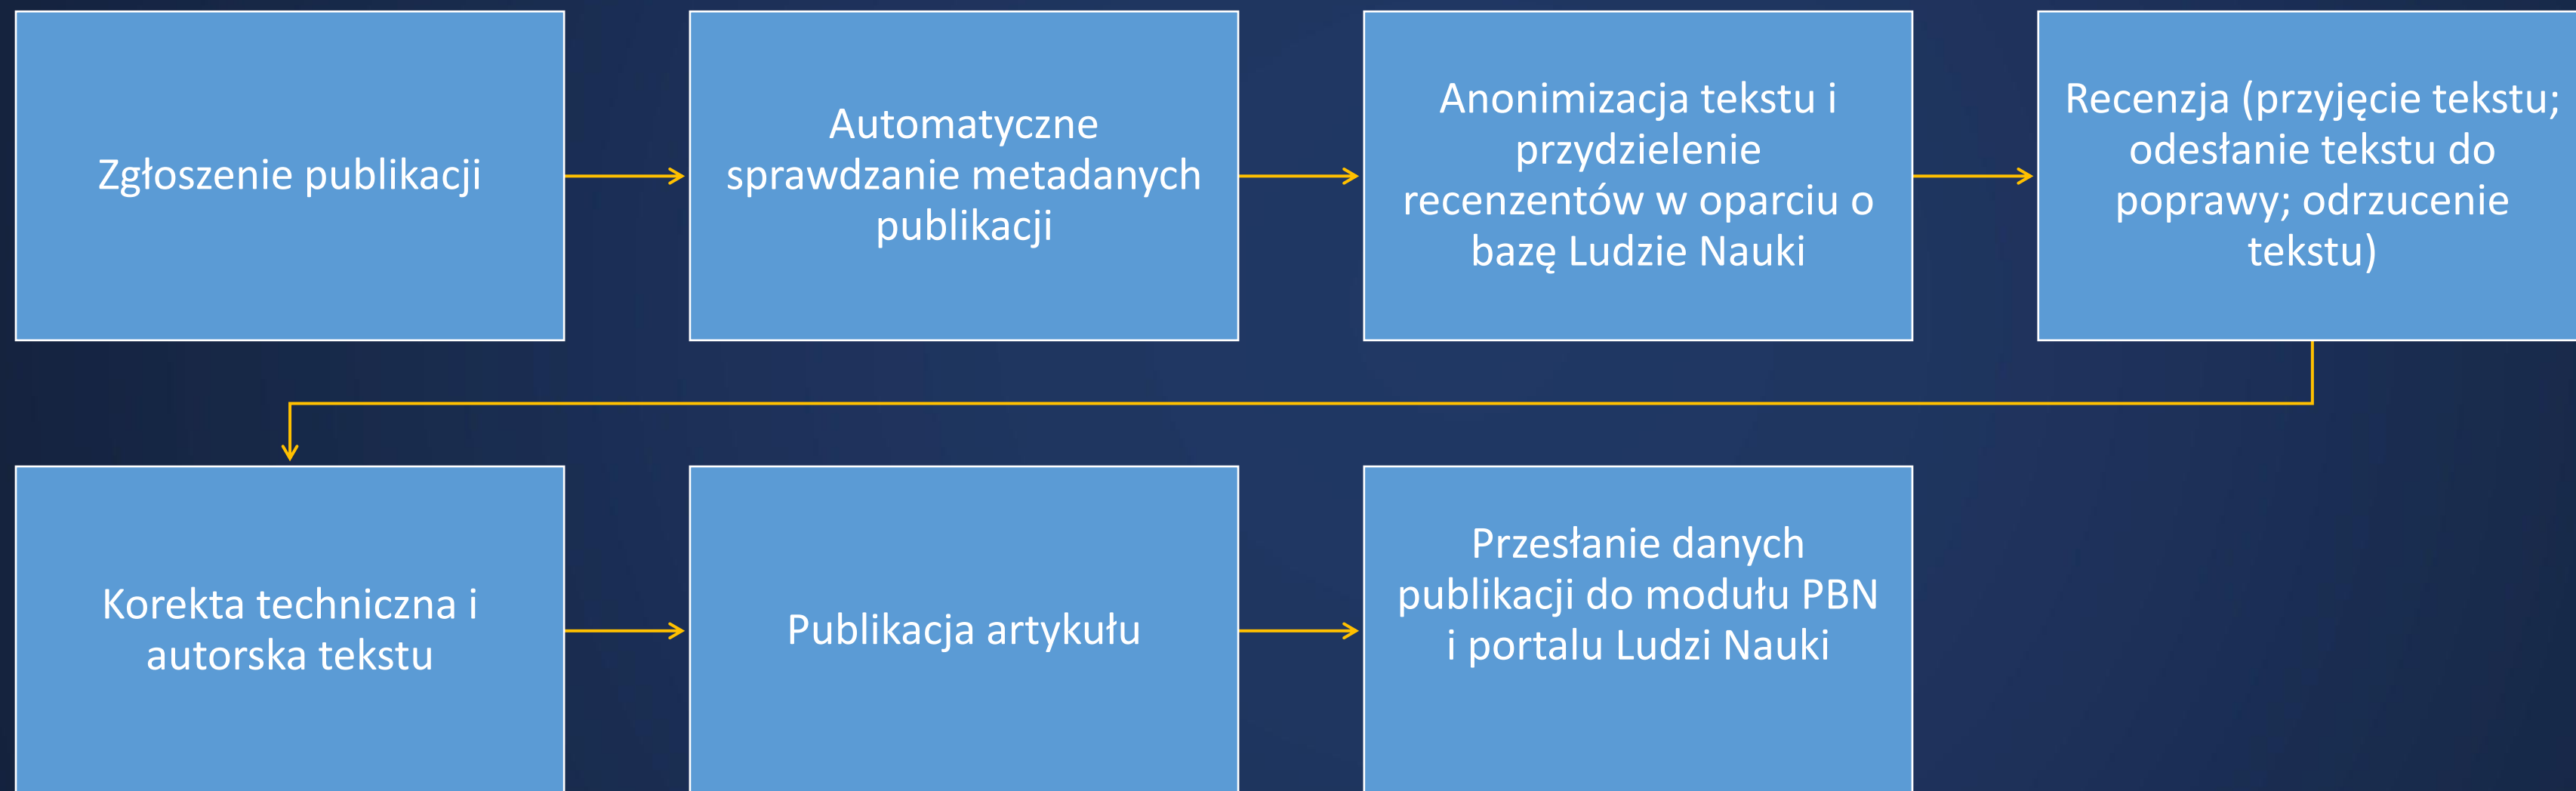 Zgłoszenie publikacji
Automatyczne
sprawdzanie metadanych
publikacji
Anonimizacja tekstu i
przydzielenie
recenzentów w oparciu o
bazę Ludzie Nauki
Recenzja (przyjęcie tekstu;
odesłanie tekstu do
poprawy; odrzucenie
tekstu)
Korekta techniczna i
autorska tekstu
Publikacja artykułu
Przesłanie danych
publikacji do modułu PBN
i portalu Ludzi Nauki